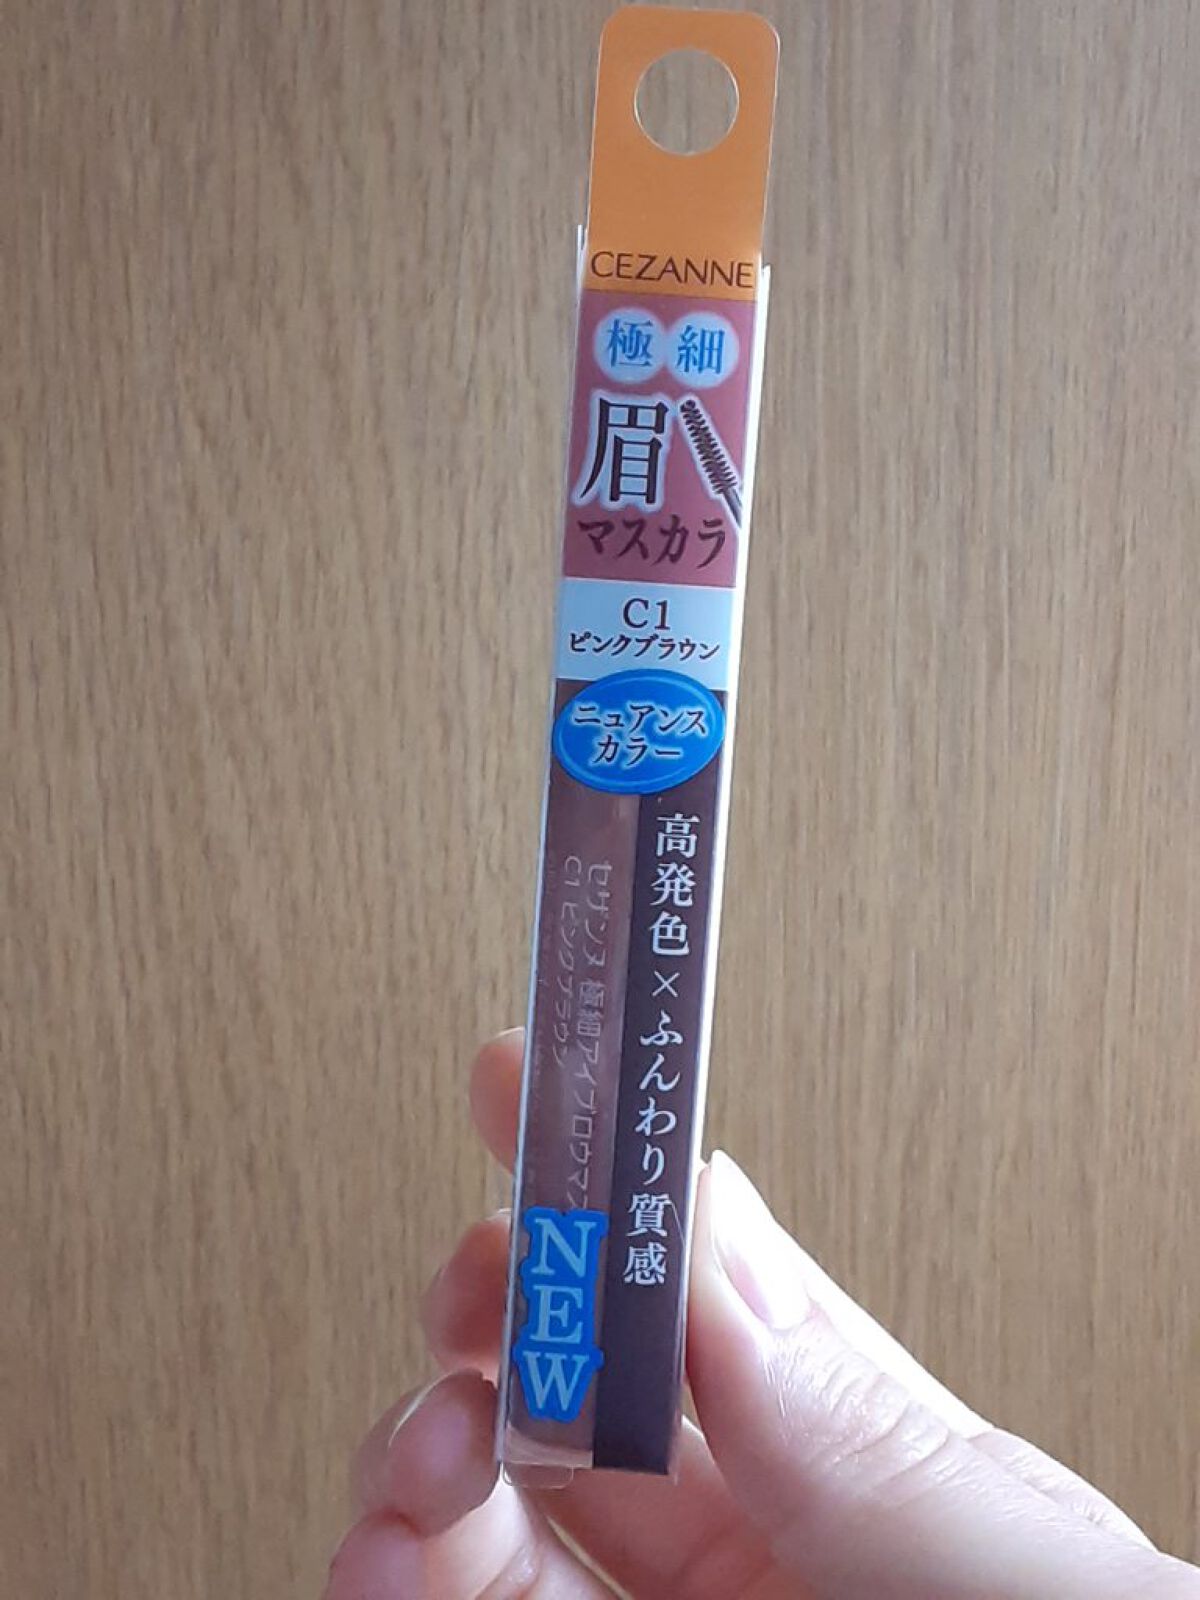 CEZANNE
極細
眉
マスカラ
C1
ピンクブラウン
ニュアンス
カラー
高発色×ふんわり質感
セザンヌ 極細アイブロウマス
C1 ピンクブラウン
NEW